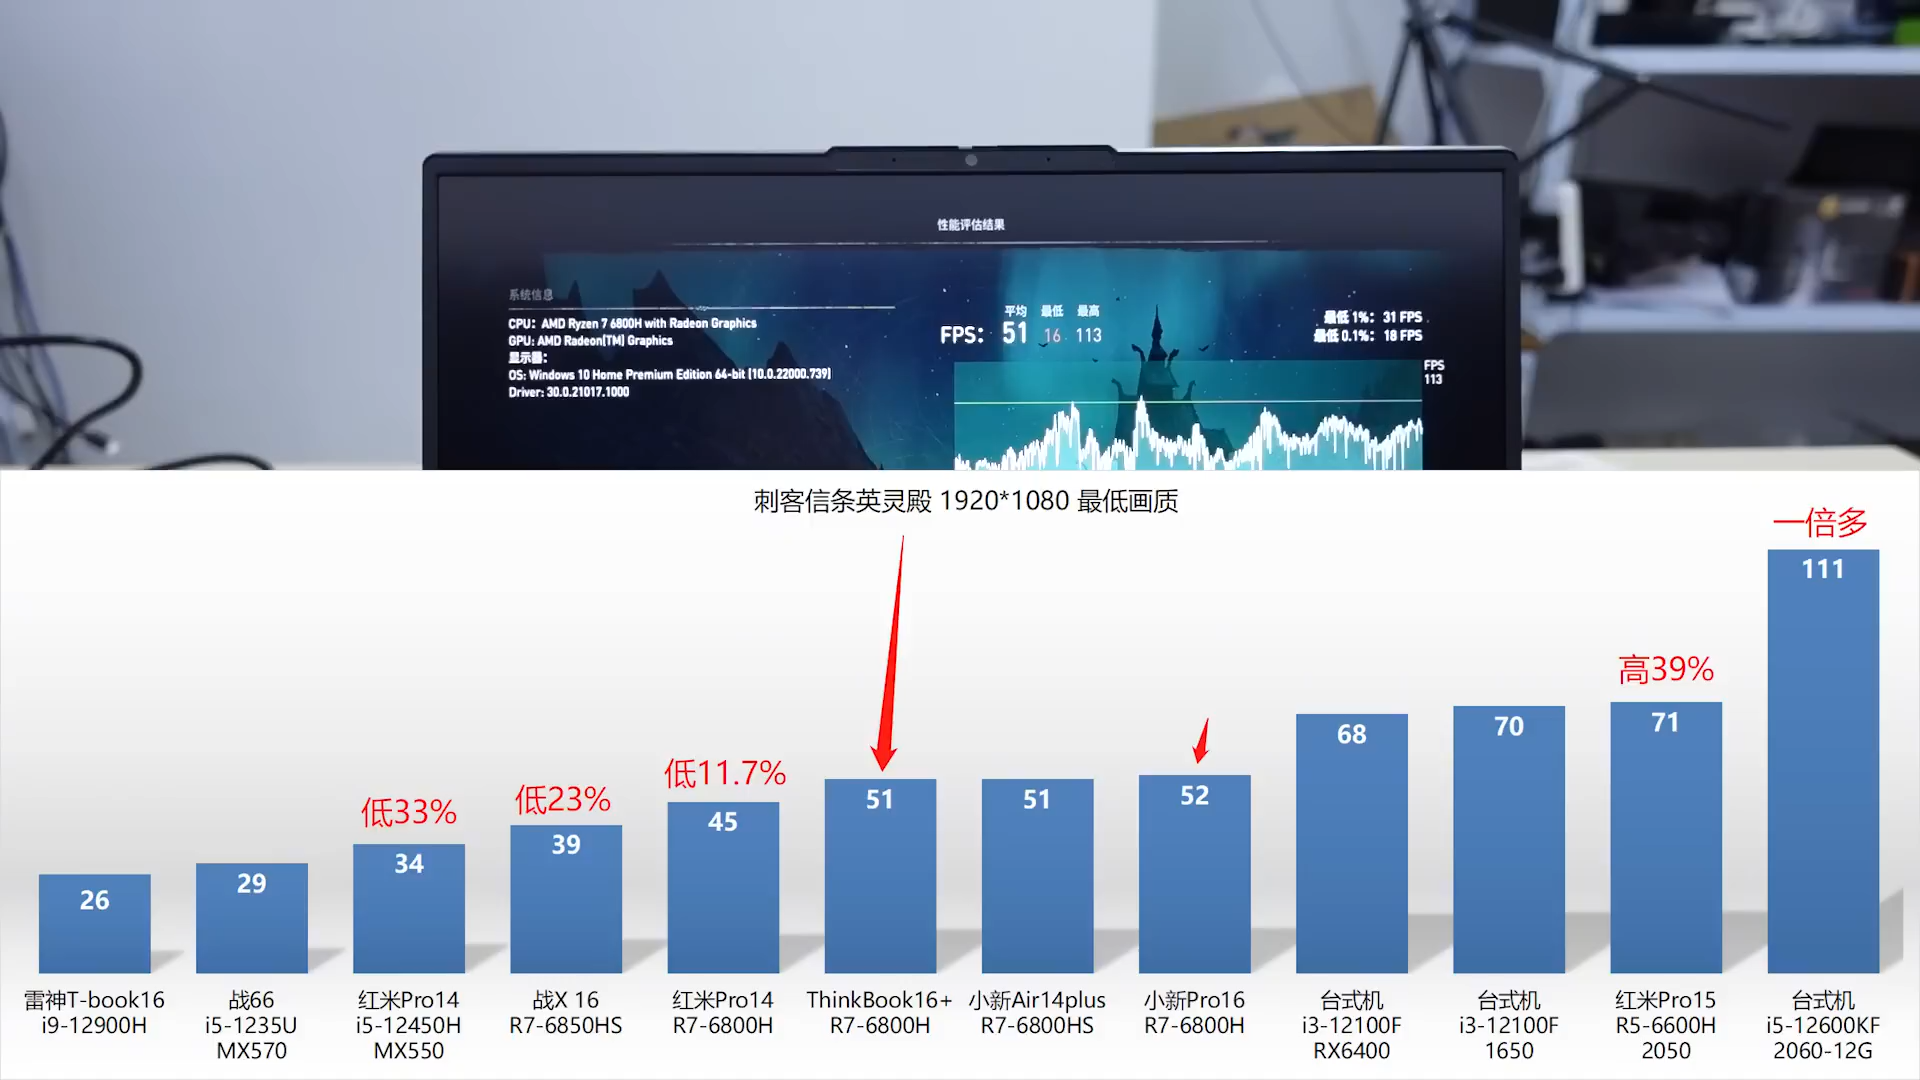 性能评估结果
系统信息
CPU: AMD Ryzen 7 6800H with Radeon Graphics
GPU: AMD Radeon(TM) Graphics
显示器:
OS: Windows 10 Home Premium Edition 64-bit (10.0.22000.739)
Driver: 30.0.21017.1000
平均 最低 最高
FPS: 51 16 113
最低 1%: 31 FPS
最低 0.1%: 18 FPS
FPS
113
刺客信条英灵殿 1920*1080 最低画质
一倍多
111
高39%
71
70
68
52
51
51
低11.7%
45
低23%
39
低33%
34
29
26
雷神T-book16
i9-12900H
战66
i5-1235U
MX570
红米Pro14
i5-12450H
MX550
战X 16
R7-6850HS
红米Pro14
R7-6800H
ThinkBook16+
R7-6800H
小新Air14plus
R7-6800HS
小新Pro16
R7-6800H
台式机
i3-12100F
RX6400
台式机
i3-12100F
1650
红米Pro15
R5-6600H
2050
台式机
i5-12600KF
2060-12G